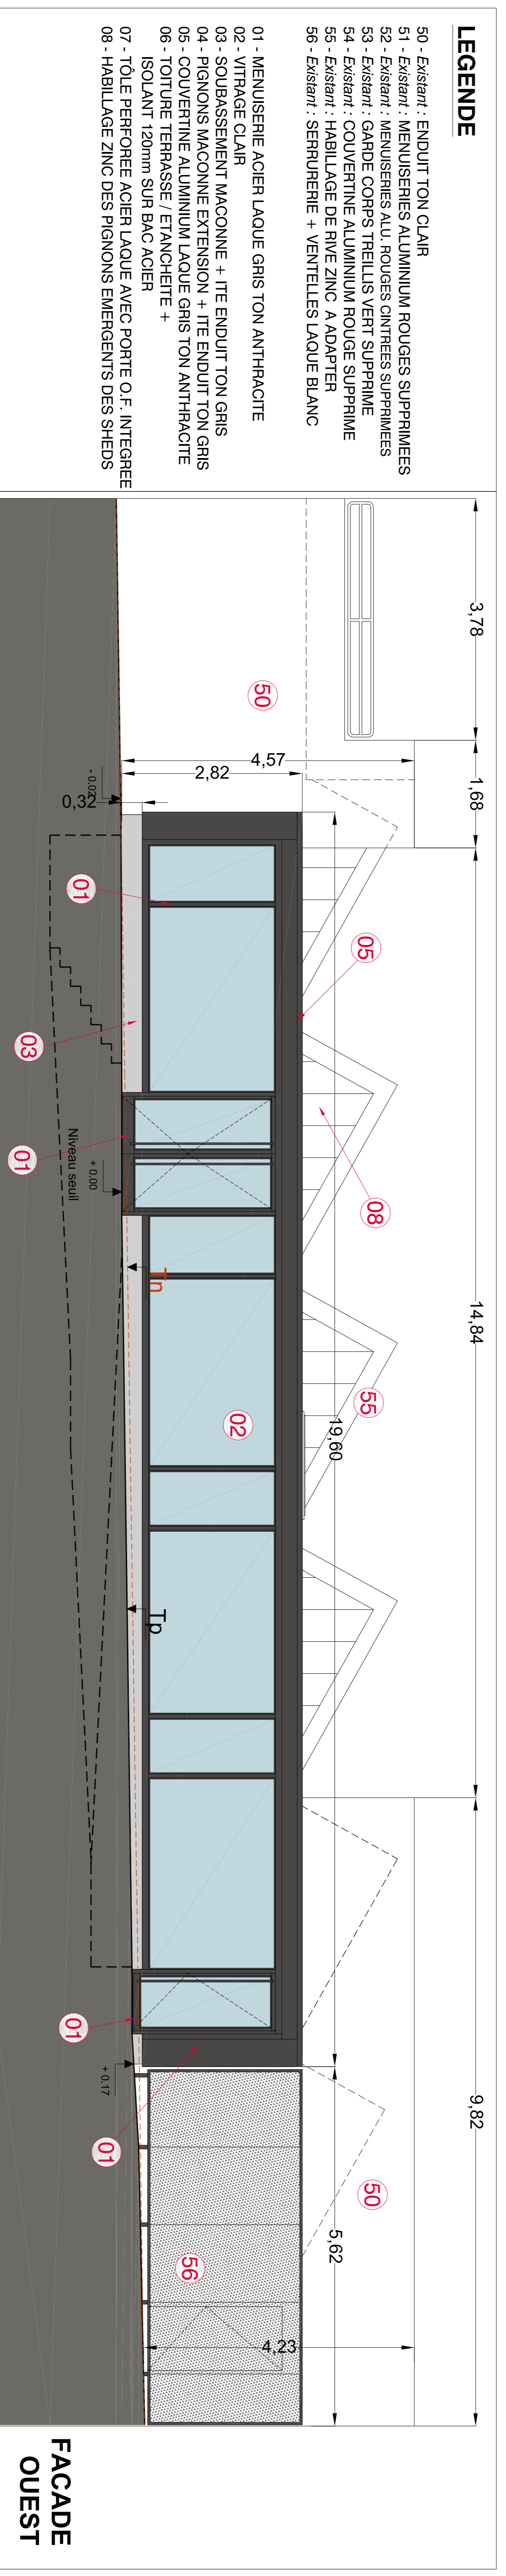 LEGENDE
50 - Existant : ENDUIT TON CLAIR
51 - Existant : MENUISERIES ALUMINIUM ROUGES SUPPRIMEES
52 - Existant : MENUISERIES ALU. ROUGES CINTREES SUPPRIMEES
53 - Existant : GARDE CORPS TREILLIS VERT SUPPRIME
54 - Existant : COUVERTINE ALUMINIUM ROUGE SUPPRIME
55 - Existant : HABILLAGE DE RIVE ZINC A ADAPTER
56 - Existant : SERRURERIE + VENTELLES LAQUE BLANC
01 - MENUISERIE ACIER LAQUE GRIS TON ANTHRACITE
02 - VITRAGE CLAIR
03 - SOUBASSEMENT MACONNE + ITE ENDUIT TON GRIS
04 - PIGNONS MACONNE EXTENSION + ITE ENDUIT TON GRIS
05 - COUVERTINE ALUMINIUM LAQUE GRIS TON ANTHRACITE
06 - TOITURE TERRASSE / ETANCHEITE +
ISOLANT 120mm SUR BAC ACIER
07 - TÔLE PERFOREE ACIER LAQUE AVEC PORTE O.F. INTEGREE
08 - HABILLAGE ZINC DES PIGNONS EMERGENTS DES SHEDS
3,78
1,68
14,84
9,82
4,57
2,82
0,32
- 0.02
19,60
5,62
4,23
50
05
08
55
50
02
56
01
03
01
01
01
Niveau seuil
+ 0.00
Tn
Tp
+ 0.17
FACADE
OUEST